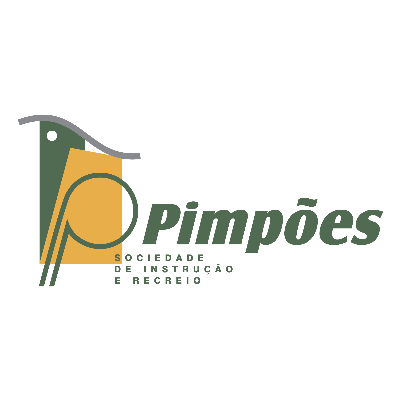 Pimpões
SOCIEDADE
DE INSTRUÇÃO
E RECREIO